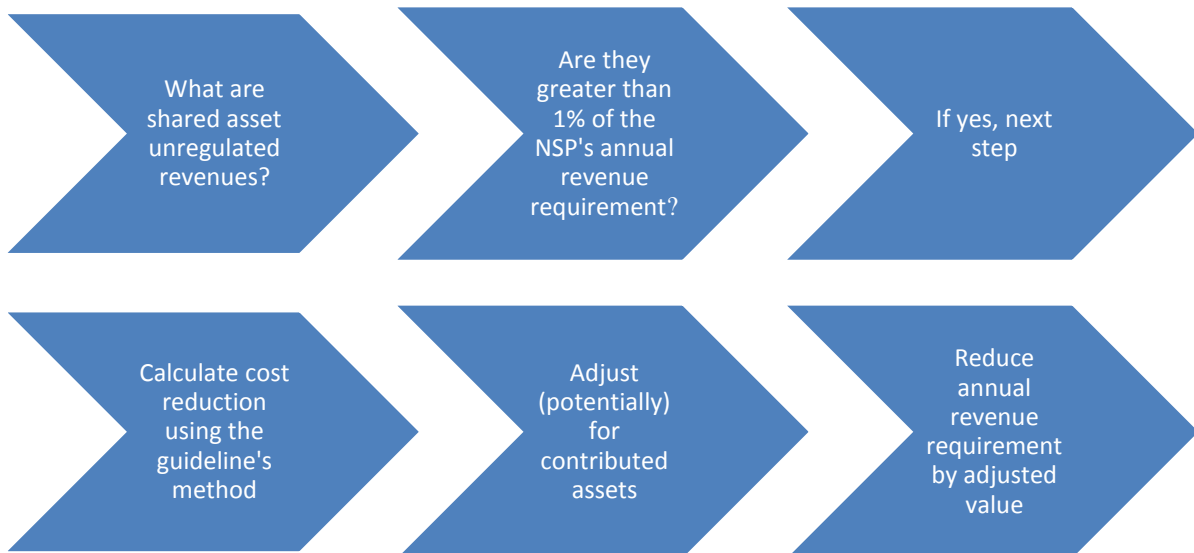 What are
shared asset
unregulated
revenues?
Are they
greater than
1% of the
NSP's annual
revenue
requirement?
If yes, next
step
Calculate cost
reduction
using the
guideline's
method
Adjust
(potentially)
for
contributed
assets
Reduce
annual
revenue
requirement
by adjusted
value